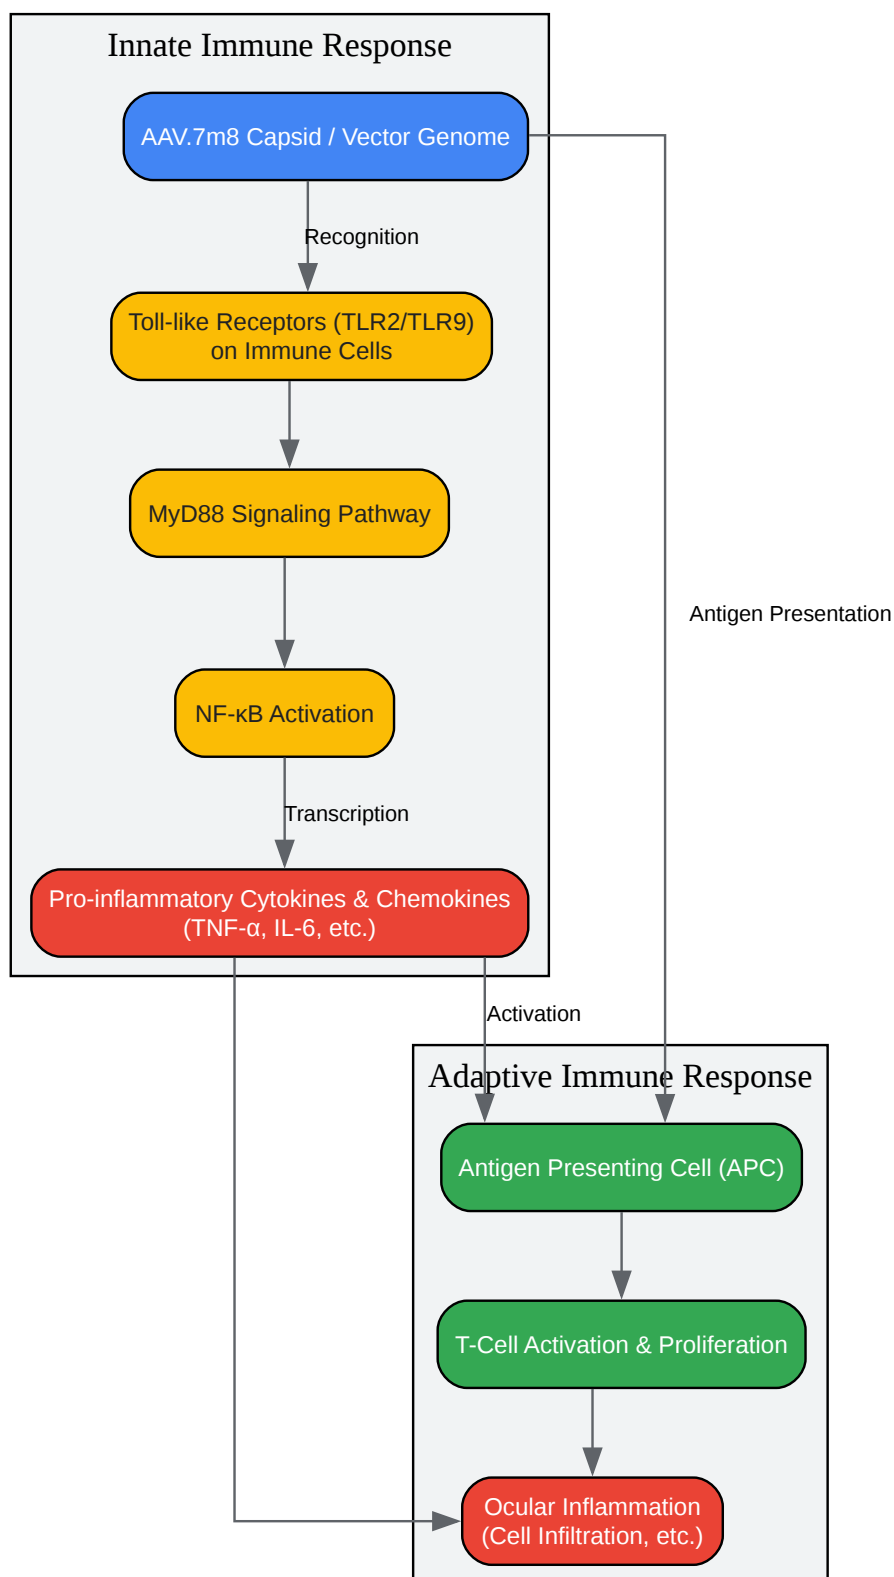 Innate Immune Response
AAV.7m8 Capsid / Vector Genome
Recognition
Toll-like Receptors (TLR2/TLR9)
on Immune Cells
MyD88 Signaling Pathway
Antigen Presentation
NF-κB Activation
Transcription
Pro-inflammatory Cytokines & Chemokines
(TNF-α, IL-6, etc.)
Activation
Adaptive Immune Response
Antigen Presenting Cell (APC)
T-Cell Activation & Proliferation
Ocular Inflammation
(Cell Infiltration, etc.)